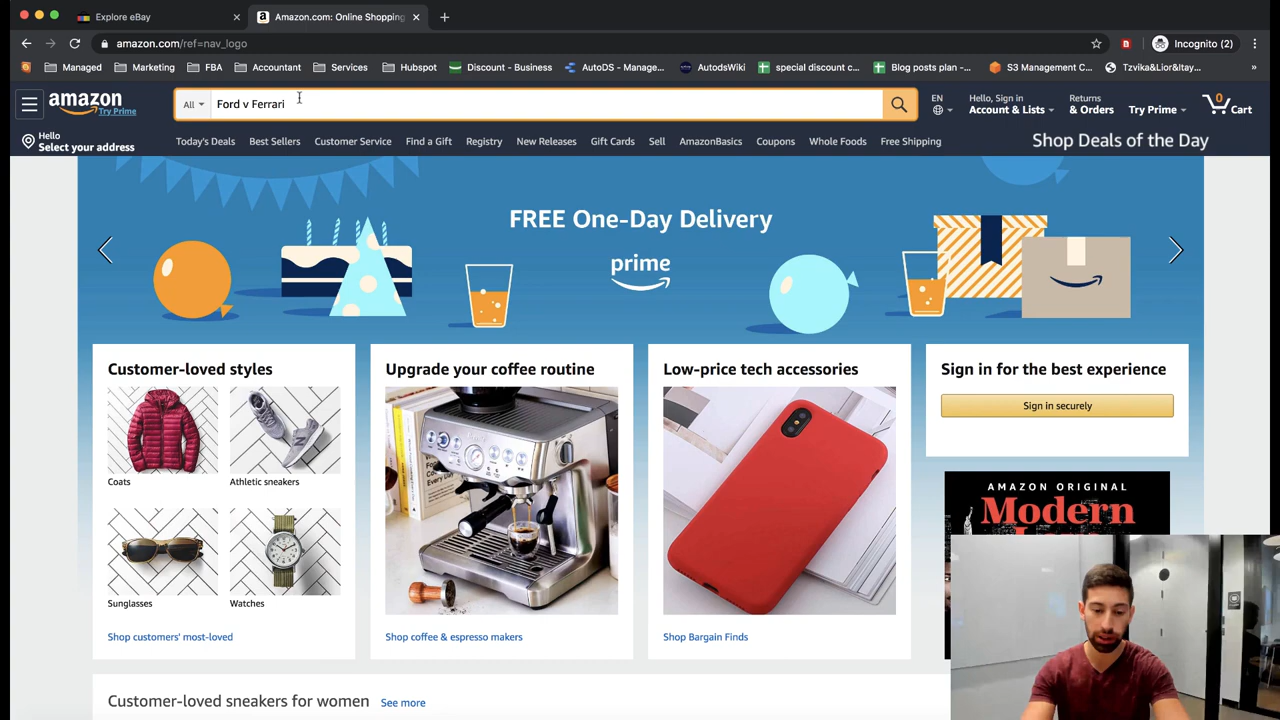 Explore eBay
a Amazon.com: Online Shopping
amazon.com/ref=nav_logo
Incognito (2)
Managed
Marketing
FBA
Accountant
Services
Hubspot
Discount - Business
AutoDS - Manage...
AutodsWiki
special discount c...
Blog posts plan -...
S3 Management C...
Tzvika&Lior&Itay...
»
amazon
Try Prime
All
Ford v Ferrari
EN
Hello, Sign in
Account & Lists
Returns
& Orders
Try Prime
0
Cart
Hello
Select your address
Today's Deals
Best Sellers
Customer Service
Find a Gift
Registry
New Releases
Gift Cards
Sell
AmazonBasics
Coupons
Whole Foods
Free Shipping
Shop Deals of the Day
FREE One-Day Delivery
prime
Customer-loved styles
Coats
Athletic sneakers
Sunglasses
Watches
Shop customers' most-loved
Upgrade your coffee routine
Shop coffee & espresso makers
Low-price tech accessories
Shop Bargain Finds
Sign in for the best experience
Sign in securely
AMAZON ORIGINAL
Modern
Customer-loved sneakers for women
See more